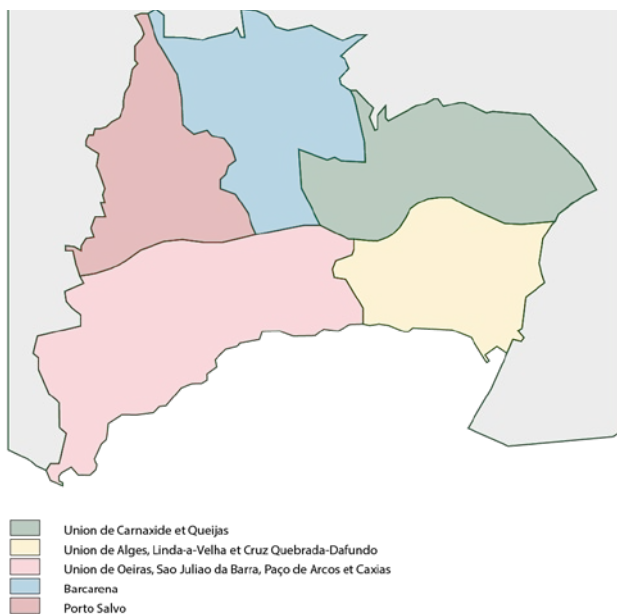 Union de Carnaxide et Queijas
Union de Alges, Linda-a-Velha et Cruz Quebrada-Dafundo
Union de Oeiras, Sao Juliao da Barra, Paço de Arcos et Caxias
Barcarena
Porto Salvo